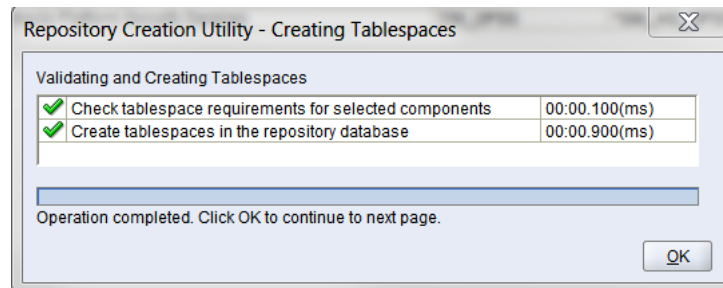 Repository Creation Utility - Creating Tablespaces
Validating and Creating Tablespaces
Check tablespace requirements for selected components 00:00.100(ms)
Create tablespaces in the repository database 00:00.900(ms)
Operation completed. Click OK to continue to next page.
OK